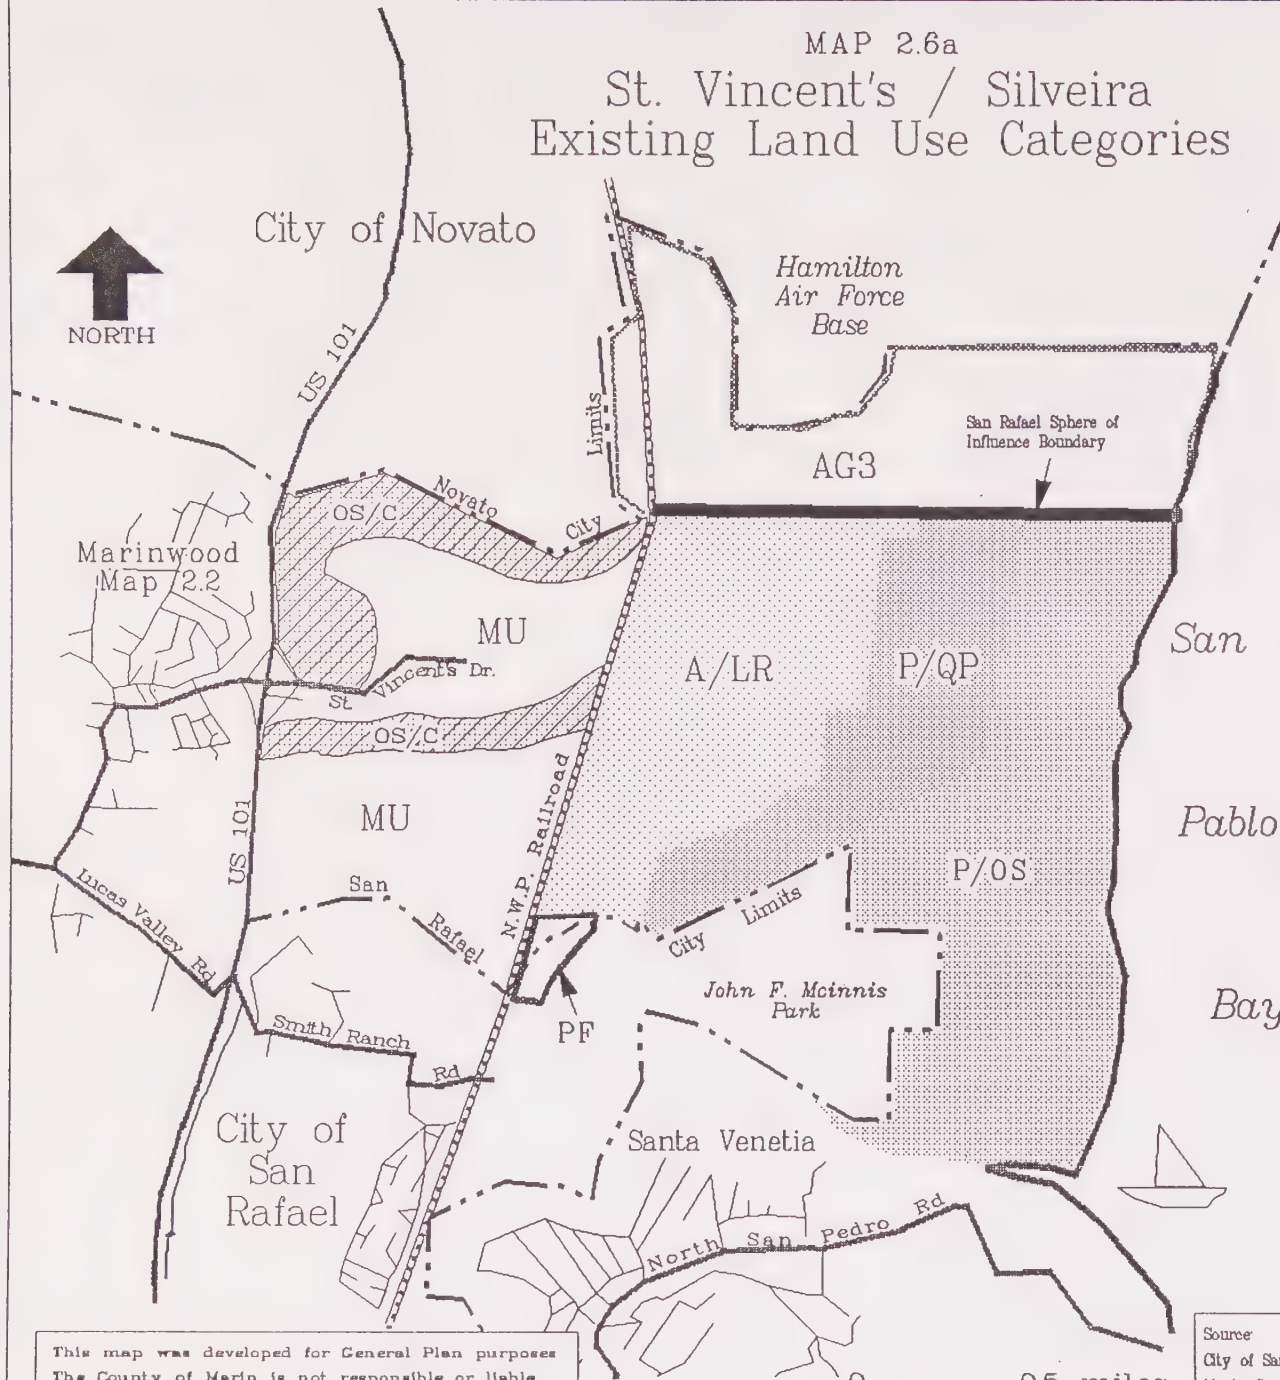 MAP 2.6a
St. Vincent's / Silveira
Existing Land Use Categories
City of Novato
NORTH
US 101
Hamilton
Air Force
Base
Limits
San Rafael Sphere of
Influence Boundary
AG3
Novato
City
OS/C
Marinwood
Map 2.2
MU
St. Vincent's Dr.
A/LR
P/QP
San
OS/C
MU
US 101
N.W.P. Railroad
Pablo
P/OS
San
Rafael
City
Limits
Lucas Valley Rd
John F. Mcinnis
Park
Bay
PF
Smith Ranch
Rd
City of
San
Rafael
Santa Venetia
North San Pedro Rd
This map was developed for General Plan purposes
The County of Marin is not responsible or liable
0
0.5 miles
Source
City of Sa